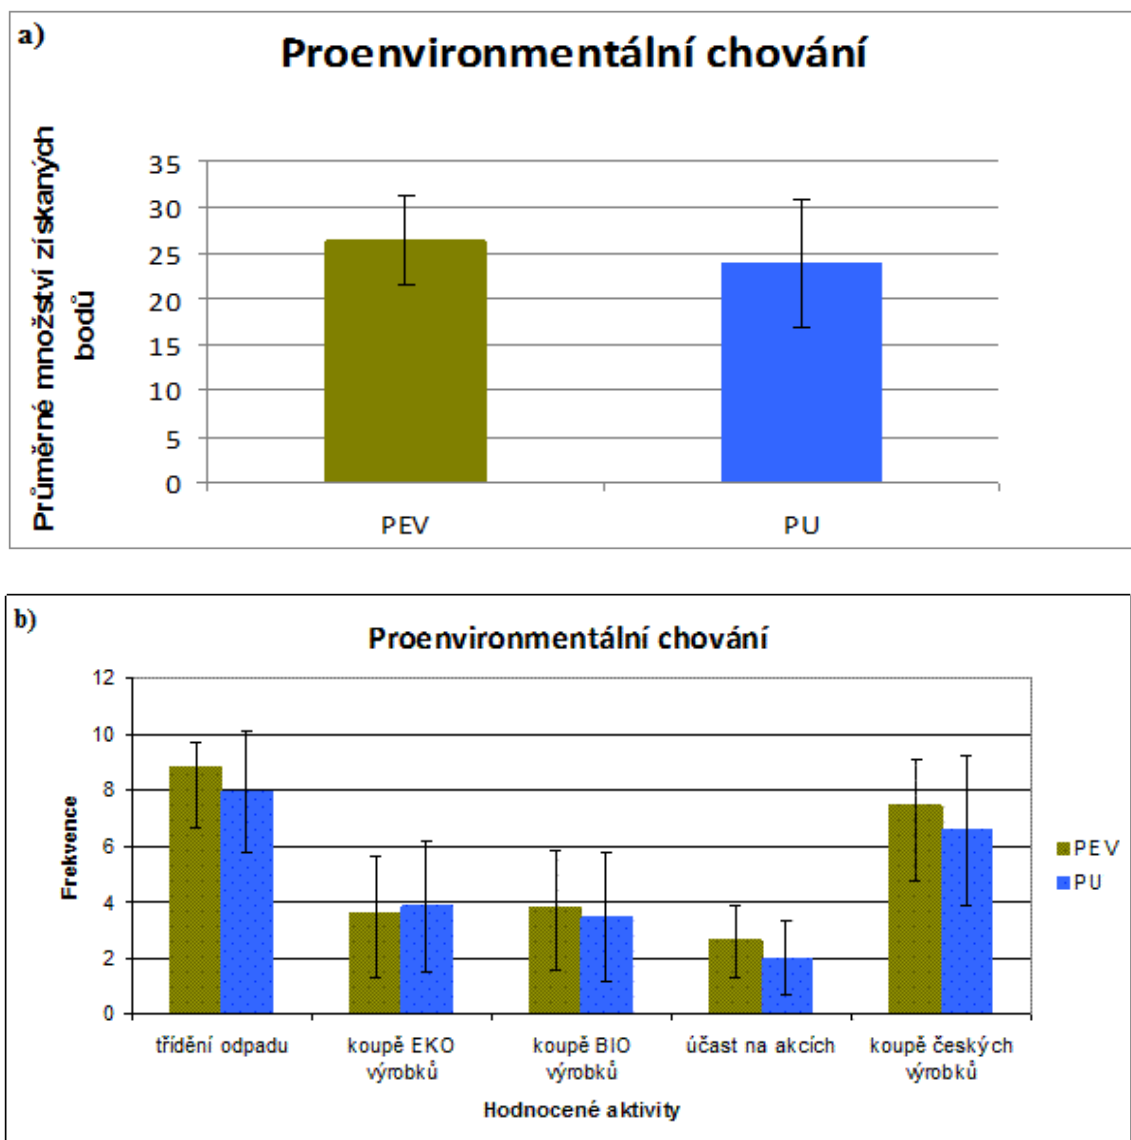 a)
Proenvironmentální chování
Průměrné množství získaných
bodů
35
30
25
20
15
10
5
0
PEV
PU
b)
Proenvironmentální chování
Frekvence
12
10
8
6
4
2
0
třídění odpadu
koupě EKO
výrobků
koupě BIO
výrobků
účast na akcích
koupě českých
výrobků
Hodnocené aktivity
PEV
PU